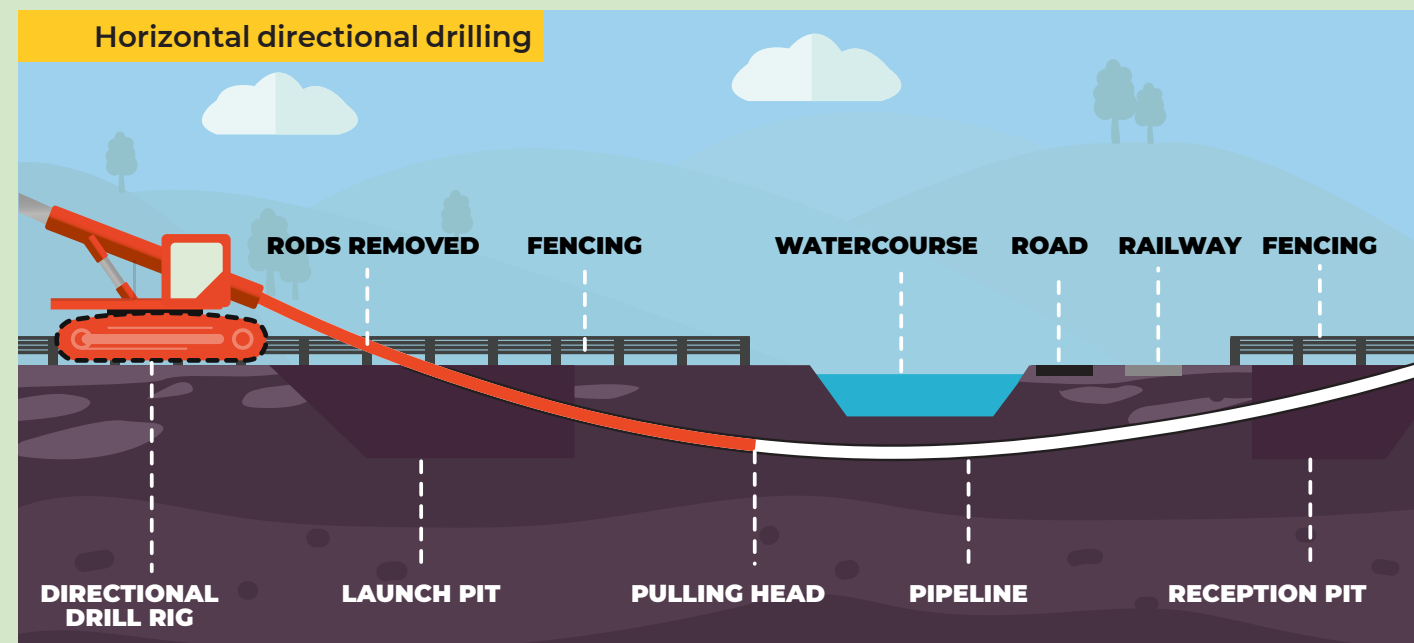 Horizontal directional drilling
RODS REMOVED
FENCING
WATERCOURSE
ROAD
RAILWAY
FENCING
DIRECTIONAL
DRILL RIG
LAUNCH PIT
PULLING HEAD
PIPELINE
RECEPTION PIT